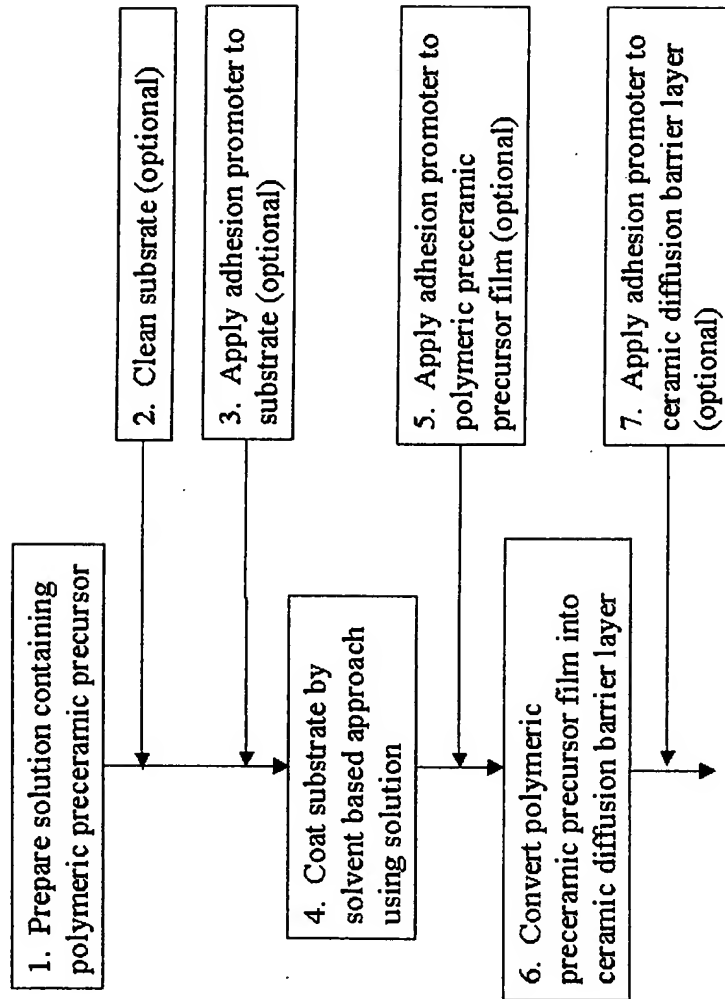 1. Prepare solution containing
polymeric preceramic precursor
2. Clean subsrate (optional)
3. Apply adhesion promoter to
substrate (optional)
4. Coat substrate by
solvent based approach
using solution
5. Apply adhesion promoter to
polymeric preceramic
precursor film (optional)
6. Convert polymeric
preceramic precursor film into
ceramic diffusion barrier layer
7. Apply adhesion promoter to
ceramic diffusion barrier layer
(optional)